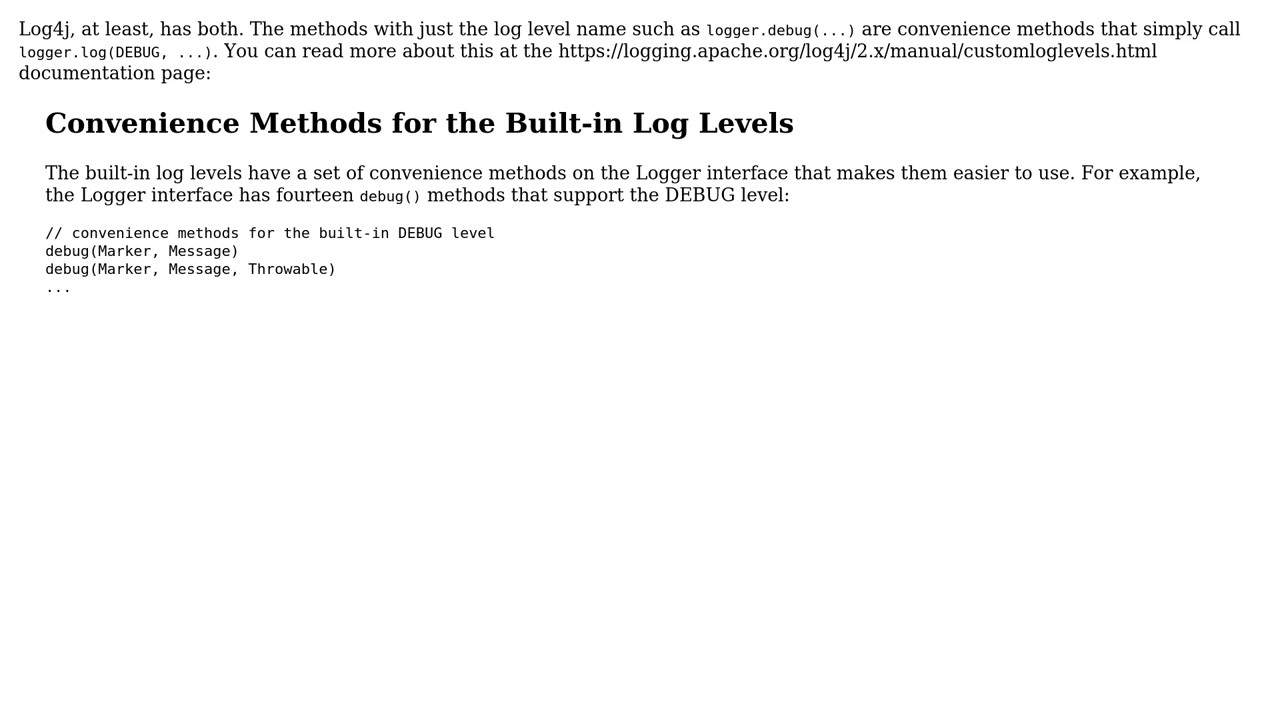 Log4j, at least, has both. The methods with just the log level name such as logger.debug(...) are convenience methods that simply call
logger.log(DEBUG, ...). You can read more about this at the https://logging.apache.org/log4j/2.x/manual/customloglevels.html
documentation page:
Convenience Methods for the Built-in Log Levels
The built-in log levels have a set of convenience methods on the Logger interface that makes them easier to use. For example,
the Logger interface has fourteen debug() methods that support the DEBUG level:
// convenience methods for the built-in DEBUG level
debug(Marker, Message)
debug(Marker, Message, Throwable)
...